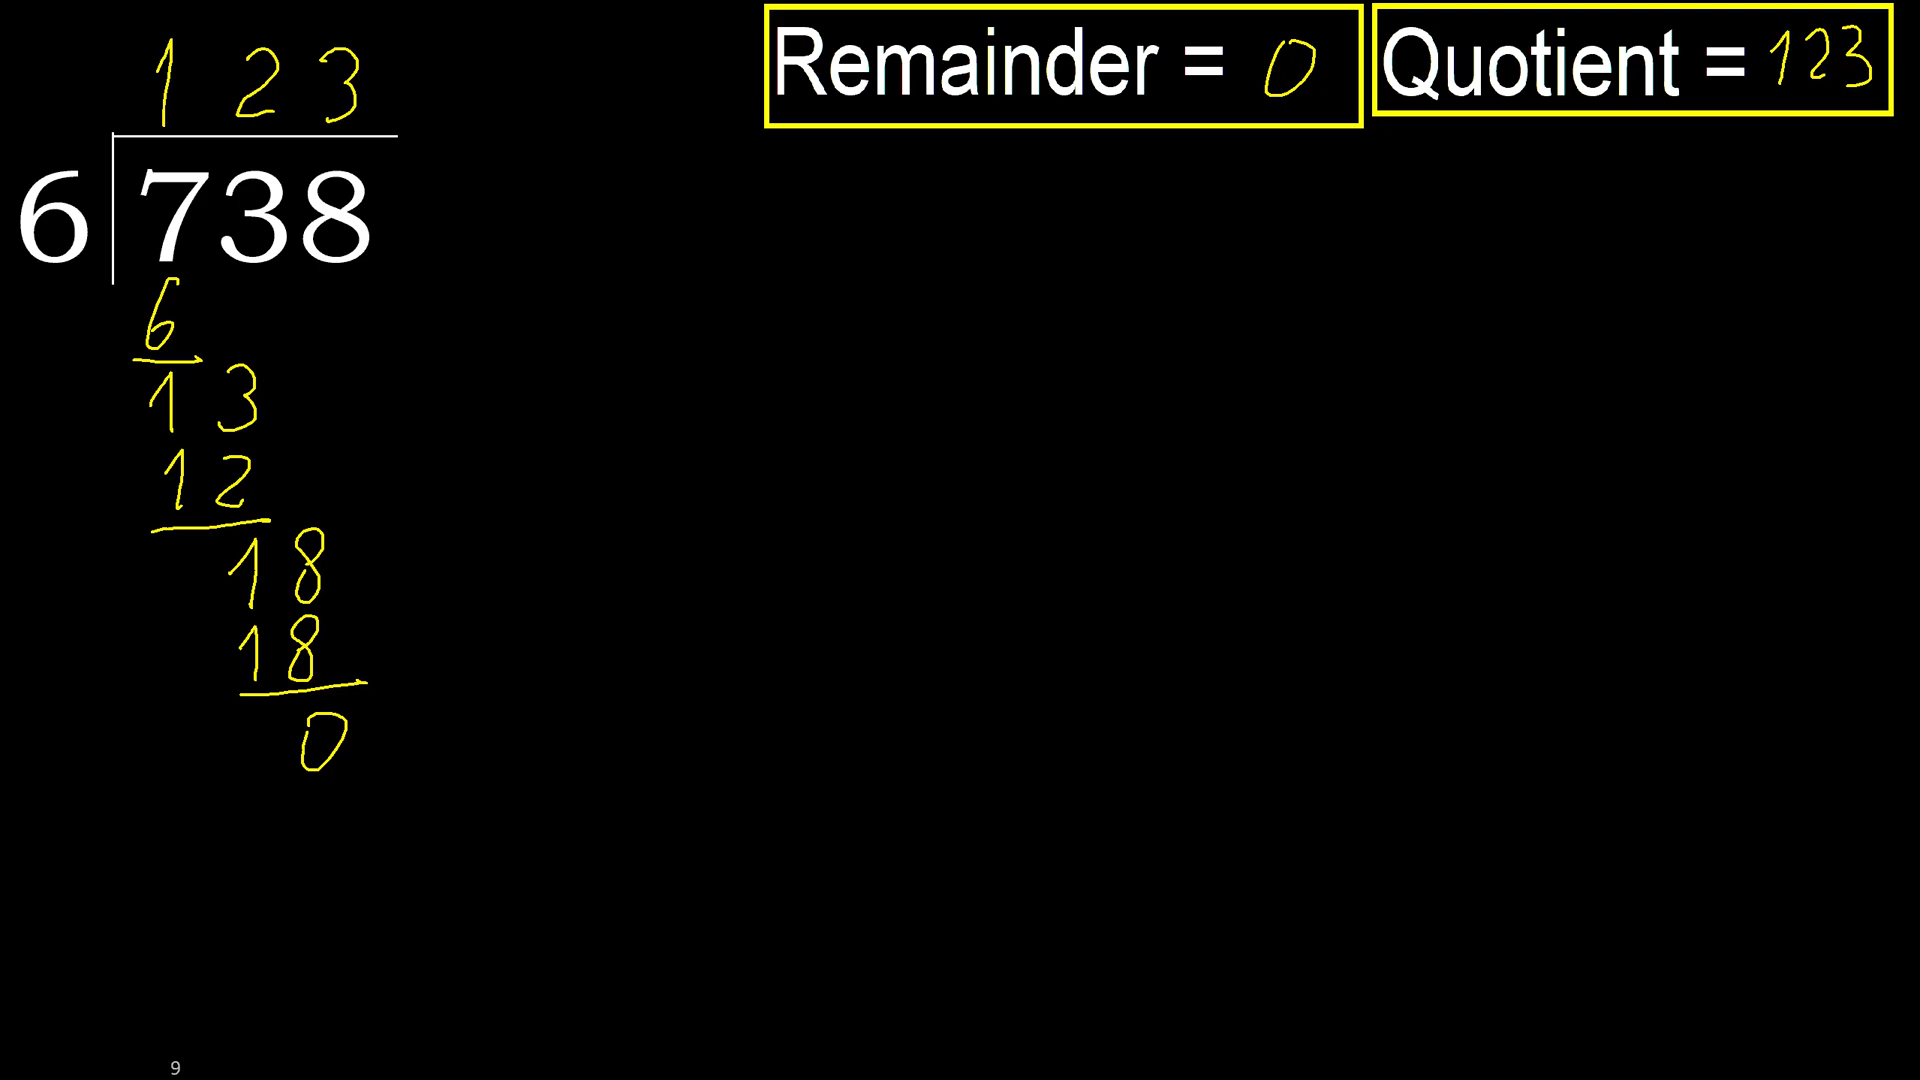 Remainder = 0
Quotient = 123
1 2 3
6 738
6
1 3
1 2
1 8
1 8
0
9